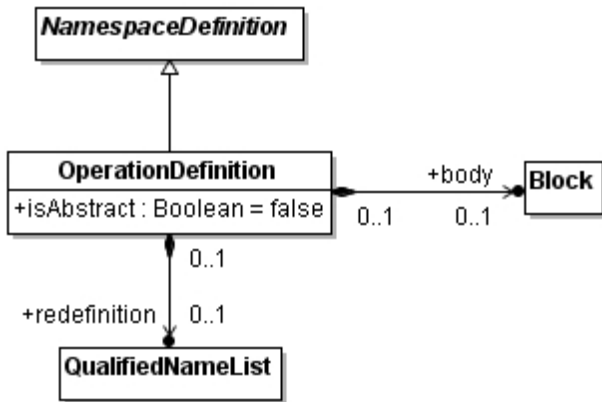 NamespaceDefinition
OperationDefinition
+isAbstract : Boolean = false
+body
Block
0..1
0..1
0..1
+redefinition
0..1
QualifiedNameList